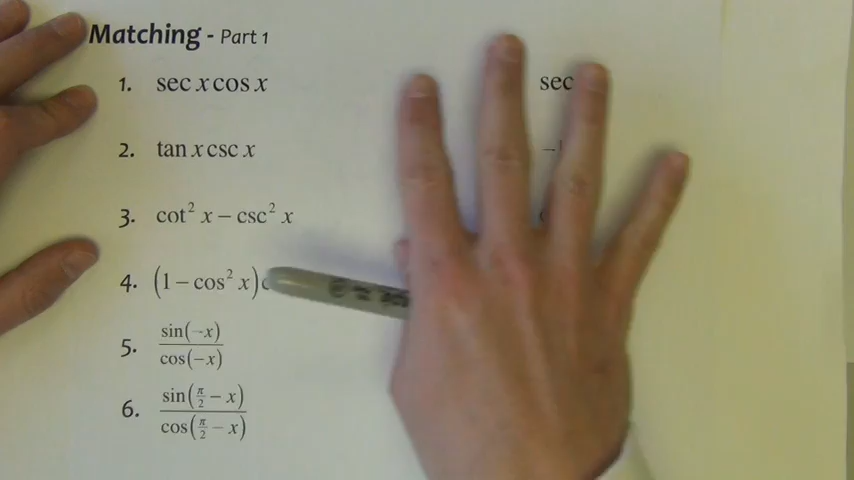 Matching - Part 1
1. sec x cos x
sec
2. tan x csc x
3. cot² x − csc² x
4. (1 − cos² x)
5. sin(−x)
cos(−x)
6. sin(π/2 − x)
cos(π/2 − x)